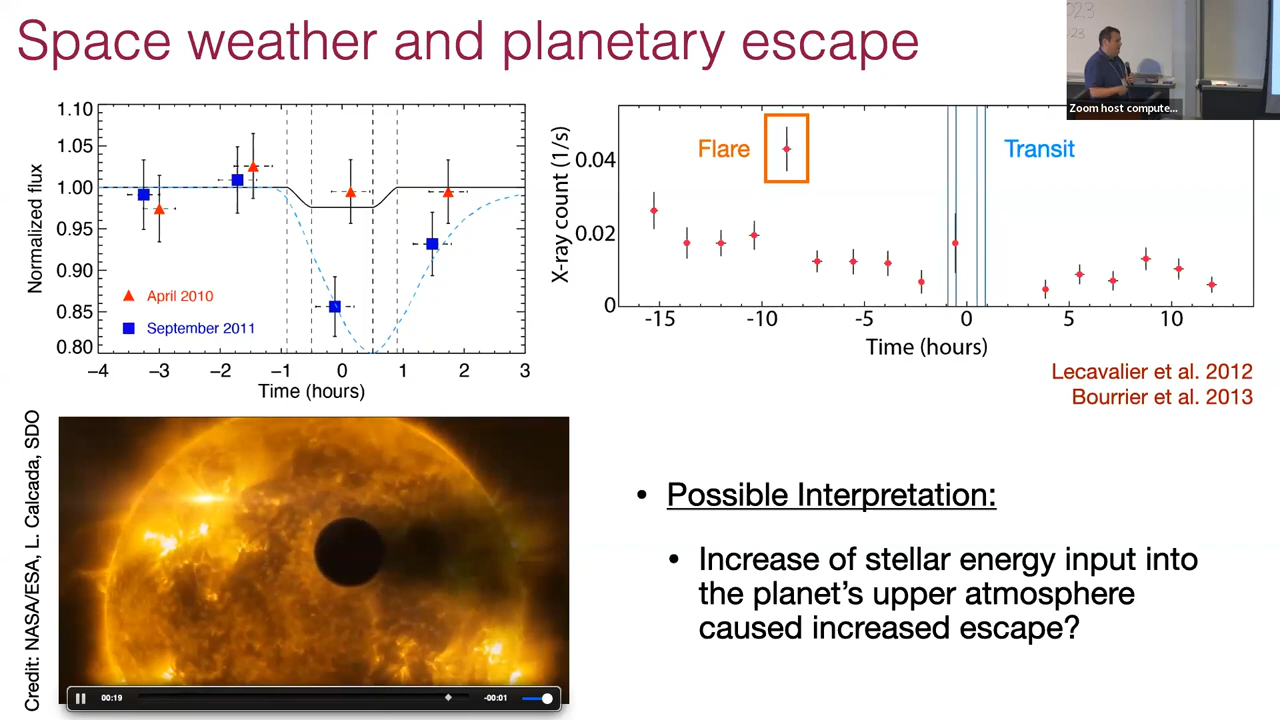 Space weather and planetary escape
2023
23
Zoom host compute...
1.10
1.05
1.00
0.95
0.90
0.85
0.80
Normalized flux
April 2010
September 2011
−4
−3
−2
−1
0
1
2
3
Time (hours)
X-ray count (1/s)
0.04
0.02
0
Flare
Transit
-15
-10
-5
0
5
10
Time (hours)
Lecavalier et al. 2012
Bourrier et al. 2013
Credit: NASA/ESA, L. Calcada, SDO
00:19
-00:01
• Possible Interpretation:
• Increase of stellar energy input into
the planet's upper atmosphere
caused increased escape?